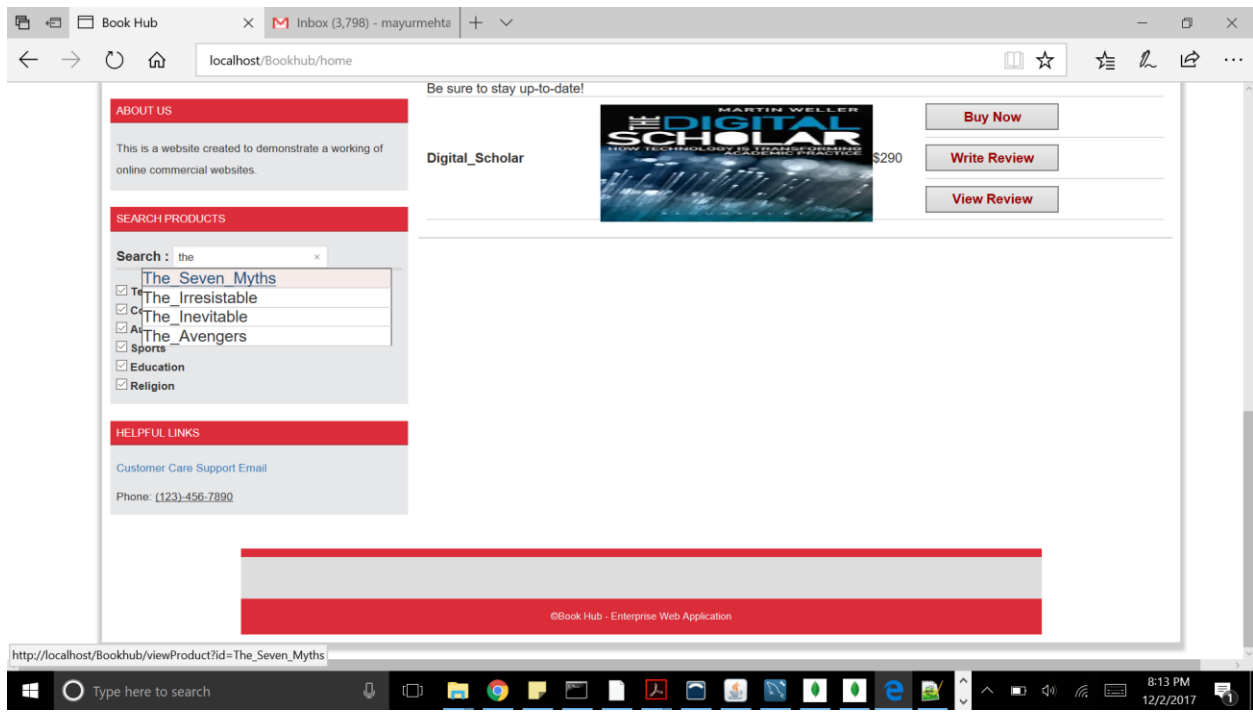 Book Hub
Inbox (3,798) - mayurmehta
localhost/Bookhub/home
ABOUT US
This is a website created to demonstrate a working of
online commercial websites.
SEARCH PRODUCTS
Search : the
The_Seven_Myths
The_Irresistable
The_Inevitable
The_Avengers
Sports
Education
Religion
HELPFUL LINKS
Customer Care Support Email
Phone: (123)-456-7890
Be sure to stay up-to-date!
Digital_Scholar
MARTIN WELLER
THE DIGITAL
SCHOLAR
HOW TECHNOLOGY IS TRANSFORMING
ACADEMIC PRACTICE
$290
Buy Now
Write Review
View Review
©Book Hub - Enterprise Web Application
http://localhost/Bookhub/viewProduct?id=The_Seven_Myths
Type here to search
8:13 PM
12/2/2017